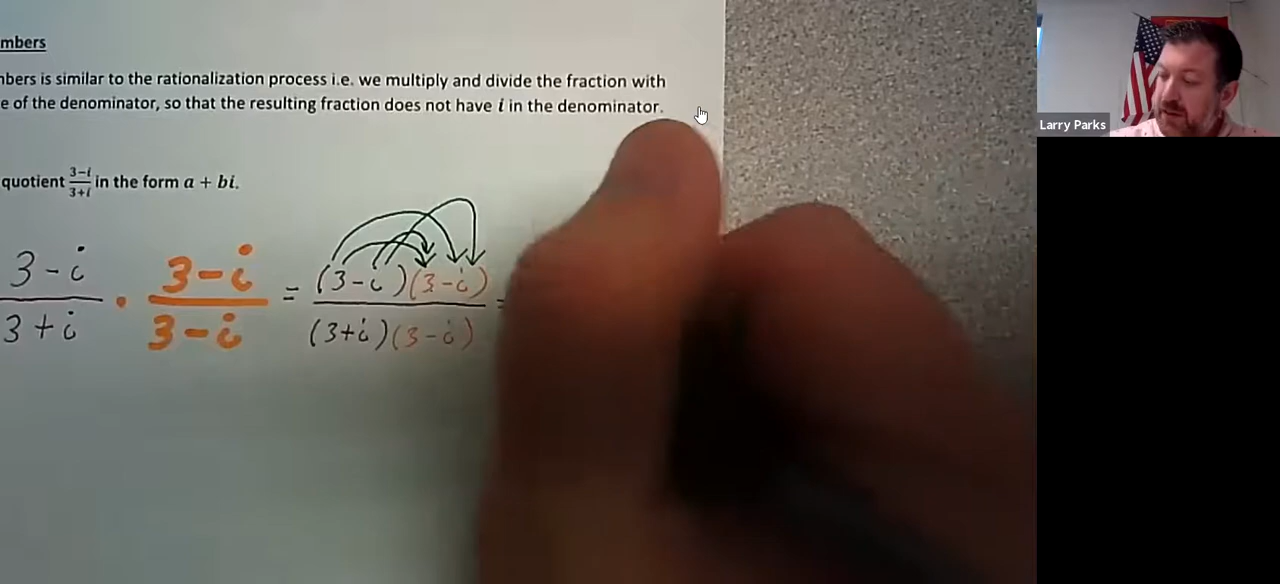 mbers
nbers is similar to the rationalization process i.e. we multiply and divide the fraction with
e of the denominator, so that the resulting fraction does not have i in the denominator.
quotient 3−i/3+i in the form a + bi.
3-i/3+i · 3-i/3-i = (3-i)(3-i)/(3+i)(3-i) =
Larry Parks